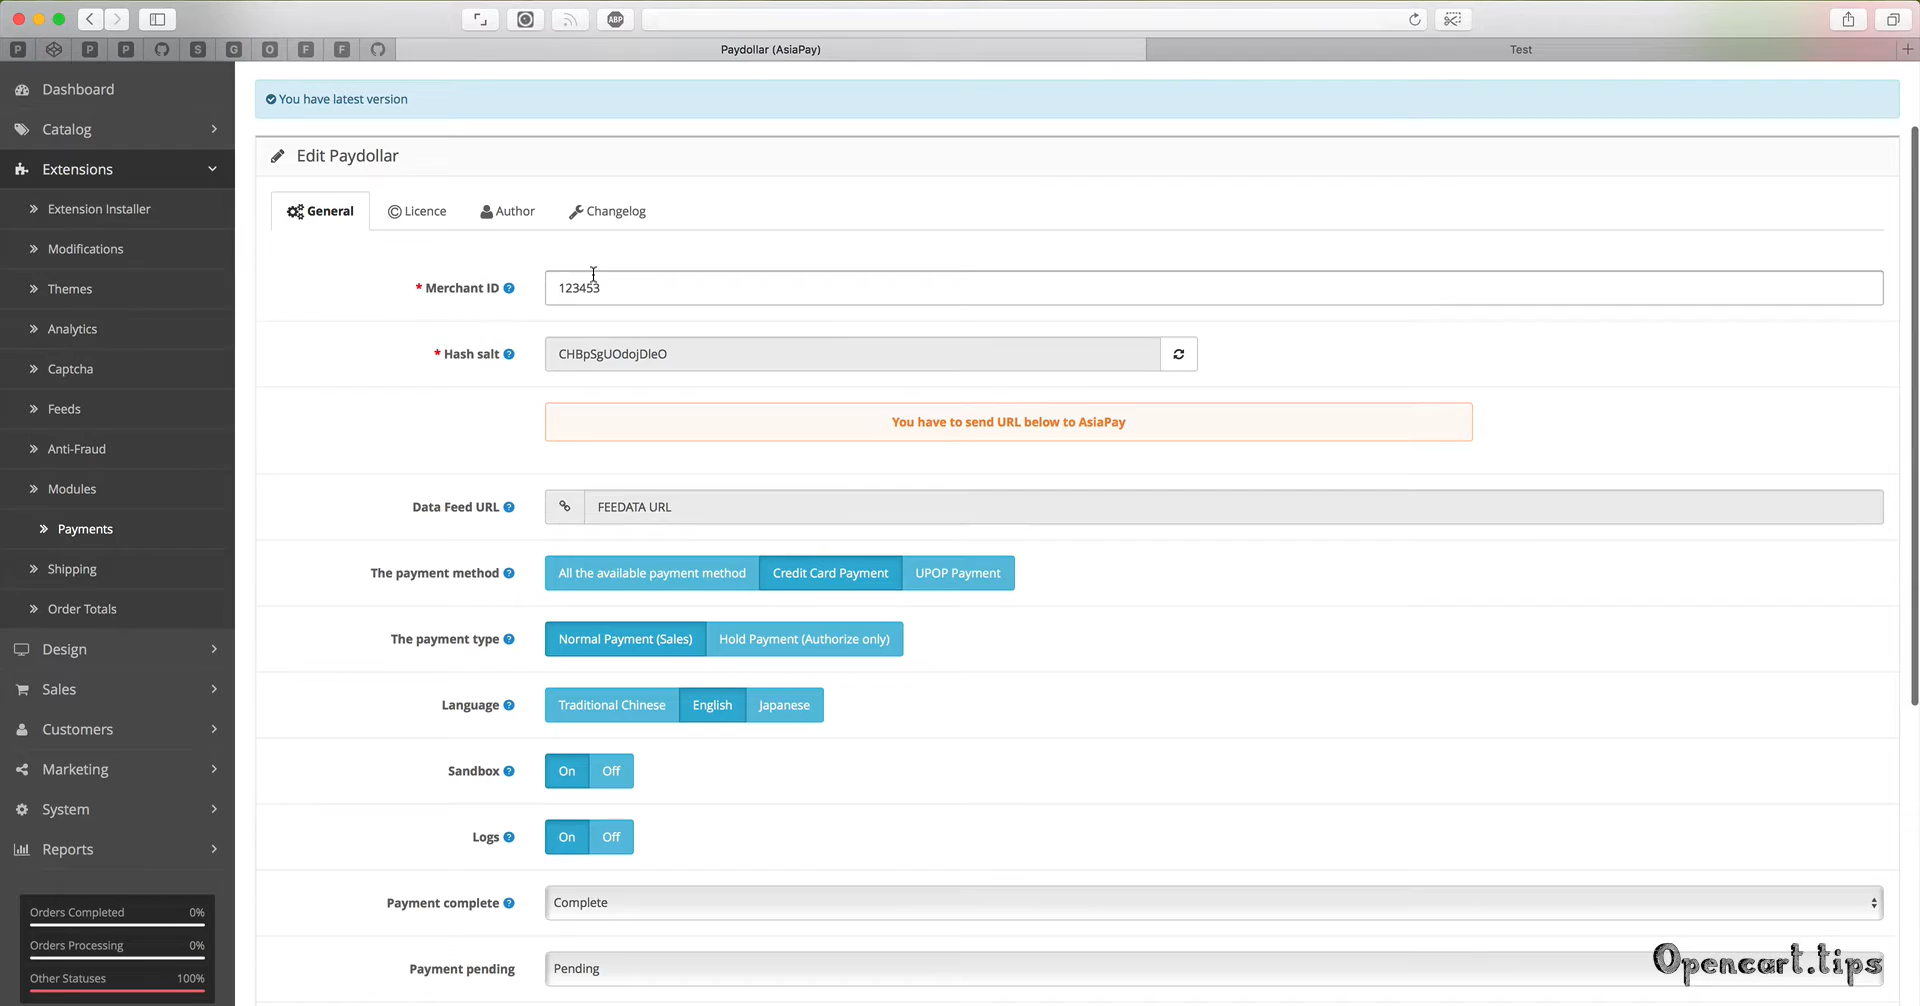 ABP
P P P S G O F F
Paydollar (AsiaPay)
Test
Dashboard
Catalog
Extensions
Extension Installer
Modifications
Themes
Analytics
Captcha
Feeds
Anti-Fraud
Modules
Payments
Shipping
Order Totals
Design
Sales
Customers
Marketing
System
Reports
Orders Completed 0%
Orders Processing 0%
Other Statuses 100%
You have latest version
Edit Paydollar
General Licence Author Changelog
* Merchant ID ? 123453
* Hash salt ? CHBpSgUOdojDleO
You have to send URL below to AsiaPay
Data Feed URL ? FEEDATA URL
The payment method ? All the available payment method Credit Card Payment UPOP Payment
The payment type ? Normal Payment (Sales) Hold Payment (Authorize only)
Language ? Traditional Chinese English Japanese
Sandbox ? On Off
Logs ? On Off
Payment complete ? Complete
Payment pending Pending
Opencart.tips